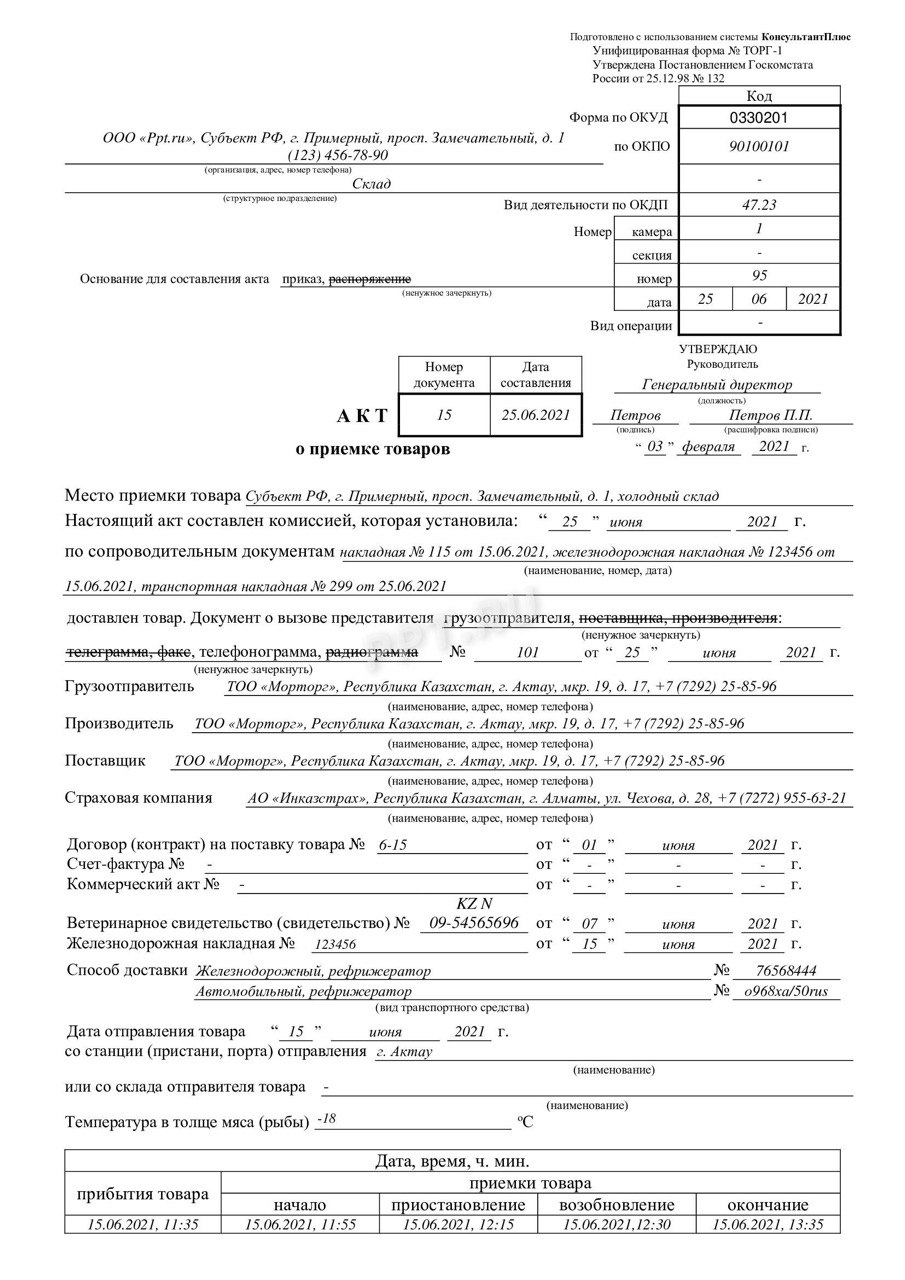 Подготовлено с использованием системы КонсультантПлюс
Унифицированная форма № ТОРГ-1
Утверждена Постановлением Госкомстата
России от 25.12.98 № 132
Код
Форма по ОКУД 0330201
ООО «Ppt.ru», Субъект РФ, г. Примерный, просп. Замечательный, д. 1
(123) 456-78-90 по ОКПО 90100101
(организация, адрес, номер телефона)
Склад -
(структурное подразделение)
Вид деятельности по ОКДП 47.23
Номер камера 1
секция -
Основание для составления акта приказ, распоряжение номер 95
(ненужное зачеркнуть)
дата 25 06 2021
Вид операции -
УТВЕРЖДАЮ
Руководитель
Номер документа Дата составления
Генеральный директор
(должность)
АКТ 15 25.06.2021 Петров Петров П.П.
(подпись) (расшифровка подписи)
о приемке товаров “ 03 ” февраля 2021 г.
Место приемки товара Субъект РФ, г. Примерный, просп. Замечательный, д. 1, холодный склад
Настоящий акт составлен комиссией, которая установила: “ 25 ” июня 2021 г.
по сопроводительным документам накладная № 115 от 15.06.2021, железнодорожная накладная № 123456 от
(наименование, номер, дата)
15.06.2021, транспортная накладная № 299 от 25.06.2021
PPT.RU
доставлен товар. Документ о вызове представителя грузоотправителя, поставщика, производителя:
(ненужное зачеркнуть)
телеграмма, факс, телефонограмма, радиограмма № 101 от “ 25 ” июня 2021 г.
(ненужное зачеркнуть)
Грузоотправитель ТОО «Морторг», Республика Казахстан, г. Актау, мкр. 19, д. 17, +7 (7292) 25-85-96
(наименование, адрес, номер телефона)
Производитель ТОО «Морторг», Республика Казахстан, г. Актау, мкр. 19, д. 17, +7 (7292) 25-85-96
(наименование, адрес, номер телефона)
Поставщик ТОО «Морторг», Республика Казахстан, г. Актау, мкр. 19, д. 17, +7 (7292) 25-85-96
(наименование, адрес, номер телефона)
Страховая компания АО «Инказстрах», Республика Казахстан, г. Алматы, ул. Чехова, д. 28, +7 (7272) 955-63-21
(наименование, адрес, номер телефона)
Договор (контракт) на поставку товара № 6-15 от “ 01 ” июня 2021 г.
Счет-фактура № - от “ - ” - - г.
Коммерческий акт № - от “ - ” - - г.
KZ N
Ветеринарное свидетельство (свидетельство) № 09-54565696 от “ 07 ” июня 2021 г.
Железнодорожная накладная № 123456 от “ 15 ” июня 2021 г.
Способ доставки Железнодорожный, рефрижератор № 76568444
Автомобильный, рефрижератор № о968ха/50rus
(вид транспортного средства)
Дата отправления товара “ 15 ” июня 2021 г.
со станции (пристани, порта) отправления г. Актау
(наименование)
или со склада отправителя товара -
(наименование)
Температура в толще мяса (рыбы) -18 °С
Дата, время, ч. мин.
прибытия товара приемки товара
начало приостановление возобновление окончание
15.06.2021, 11:35 15.06.2021, 11:55 15.06.2021, 12:15 15.06.2021,12:30 15.06.2021, 13:35